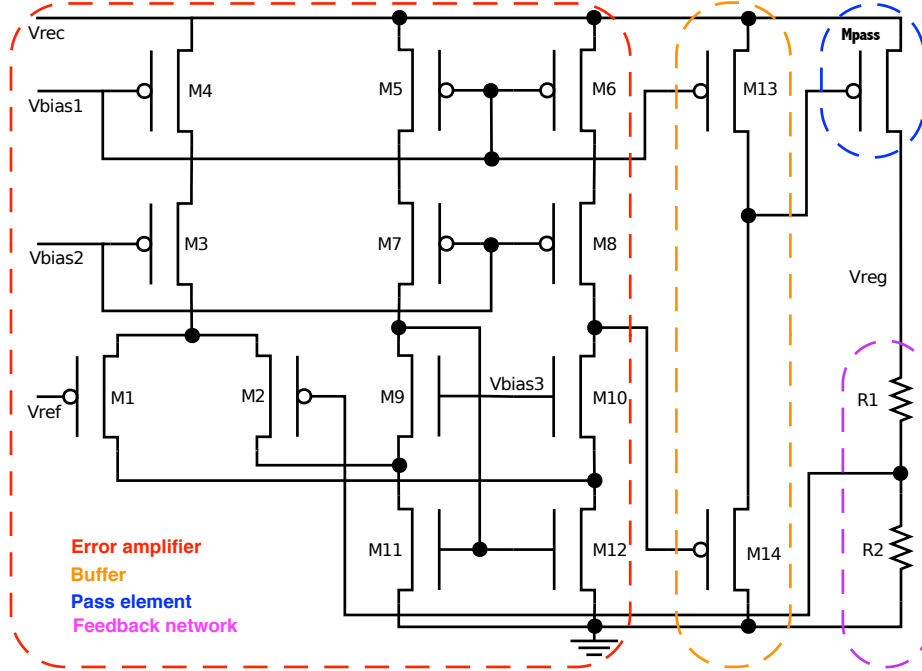 Vrec
Mpass
Vbias1
M4
M5
M6
M13
Vbias2
M3
M7
M8
Vreg
Vref
M1
M2
M9
Vbias3
M10
R1
M11
M12
M14
R2
Error amplifier
Buffer
Pass element
Feedback network